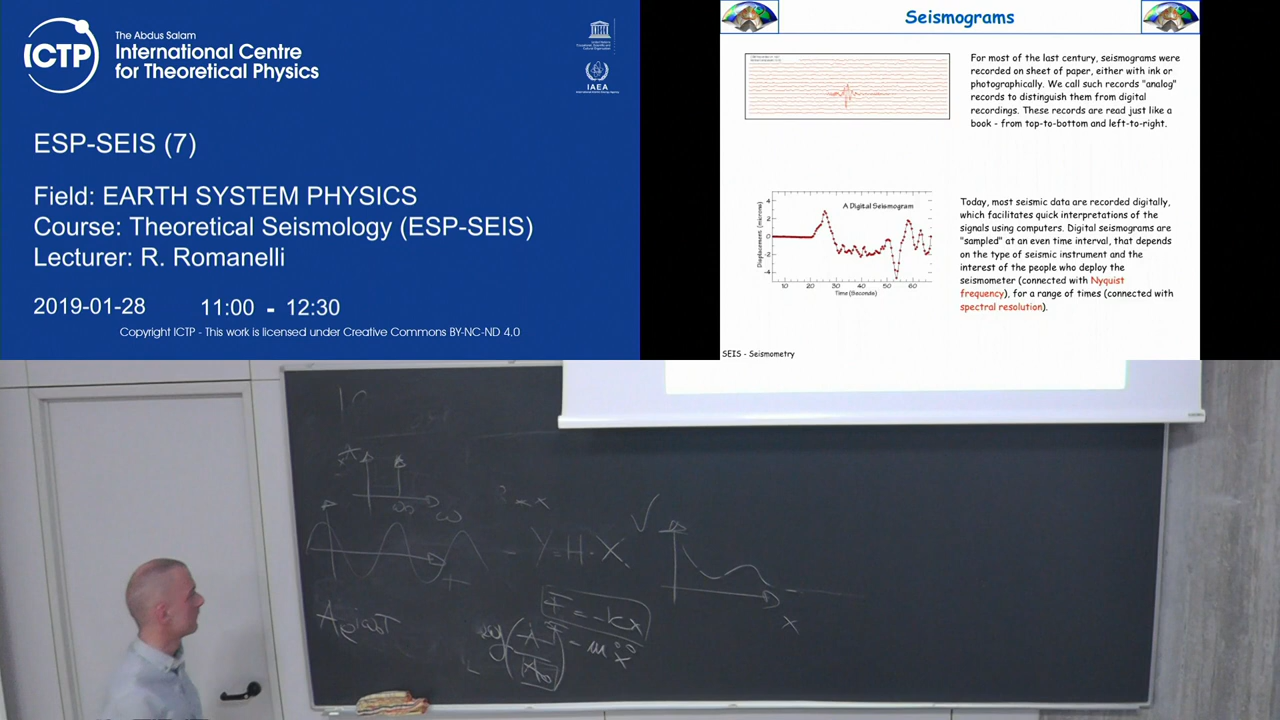 ICTP
The Abdus Salam
International Centre
for Theoretical Physics
IAEA
ESP-SEIS (7)
Field: EARTH SYSTEM PHYSICS
Course: Theoretical Seismology (ESP-SEIS)
Lecturer: R. Romanelli
2019-01-28 11:00 - 12:30
Copyright ICTP - This work is licensed under Creative Commons BY-NC-ND 4.0
Seismograms
For most of the last century, seismograms were
recorded on sheet of paper, either with ink or
photographically. We call such records "analog"
records to distinguish them from digital
recordings. These records are read just like a
book - from top-to-bottom and left-to-right.
A Digital Seismogram
Displacement (microns)
4
2
0
-2
-4
10 20 30 40 50 60
Time (Seconds)
Today, most seismic data are recorded digitally,
which facilitates quick interpretations of the
signals using computers. Digital seismograms are
"sampled" at an even time interval, that depends
on the type of seismic instrument and the
interest of the people who deploy the
seismometer (connected with Nyquist
frequency), for a range of times (connected with
spectral resolution).
SEIS - Seismometry
ω
Y = H · X
t
F = -kx
x